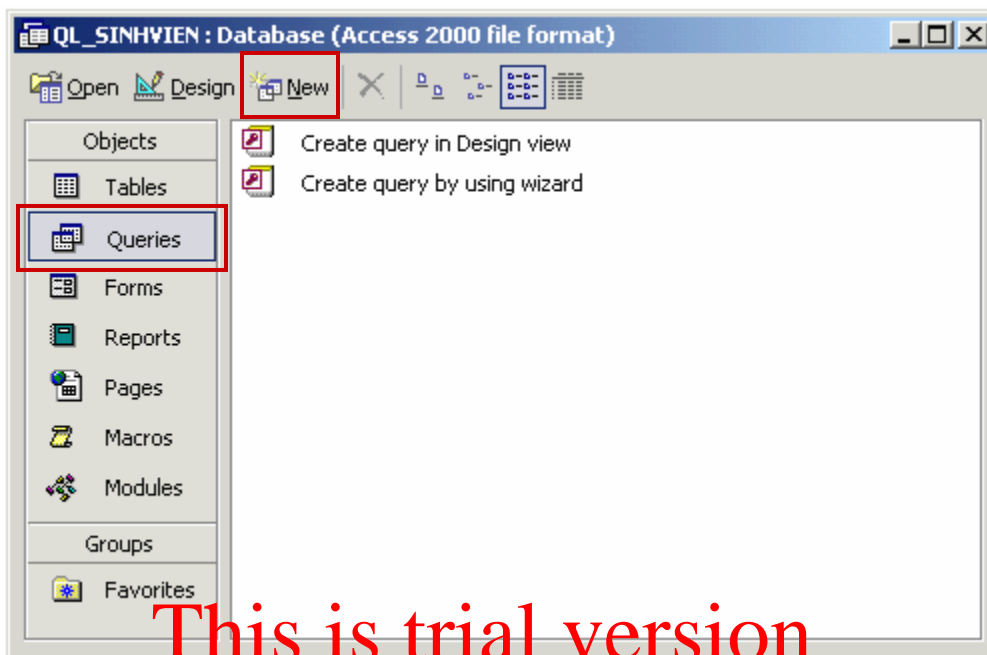 QL_SINHVIEN : Database (Access 2000 file format)
Open Design New
Objects
Tables
Queries
Forms
Reports
Pages
Macros
Modules
Groups
Favorites
Create query in Design view
Create query by using wizard
This is trial version